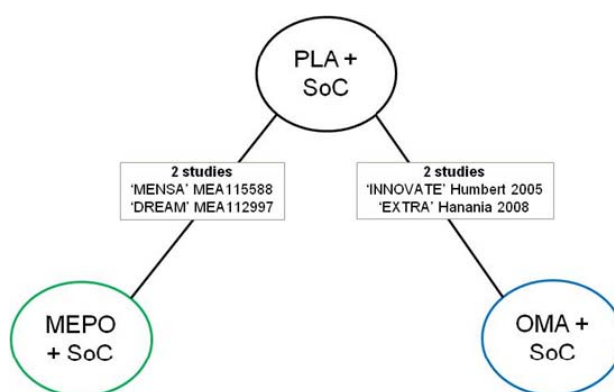 PLA +
SoC
2 studies
‘MENSA’ MEA115588
‘DREAM’ MEA112997
2 studies
‘INNOVATE’ Humbert 2005
‘EXTRA’ Hanania 2008
MEPO
+ SoC
OMA +
SoC